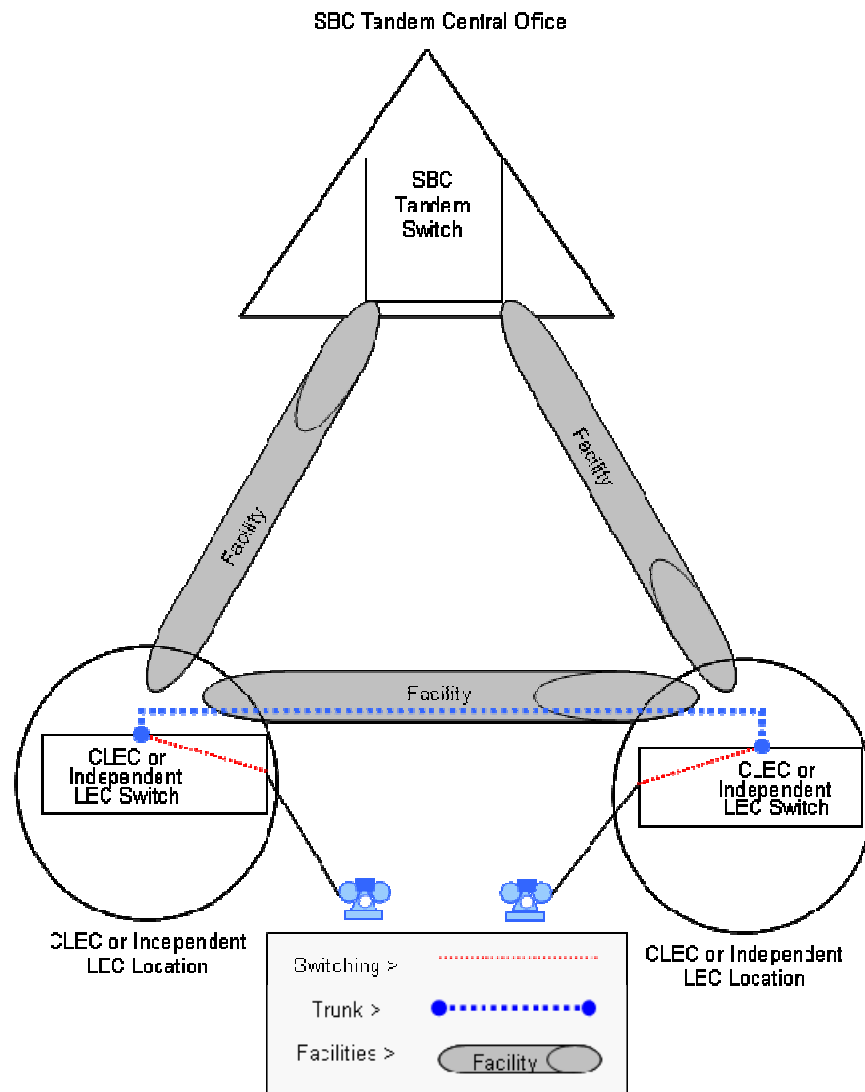 SBC Tandem Central Ofice
SBC
Tandem
Switch
Facility
Facility
Facility
CLEC or
Independent
LEC Switch
CLEC or
Independent
LEC Switch
CLEC or Incependent
LEC Location
CLEC or Independent
LEC Location
Switching >
Trunk >
Facilities >
Facility